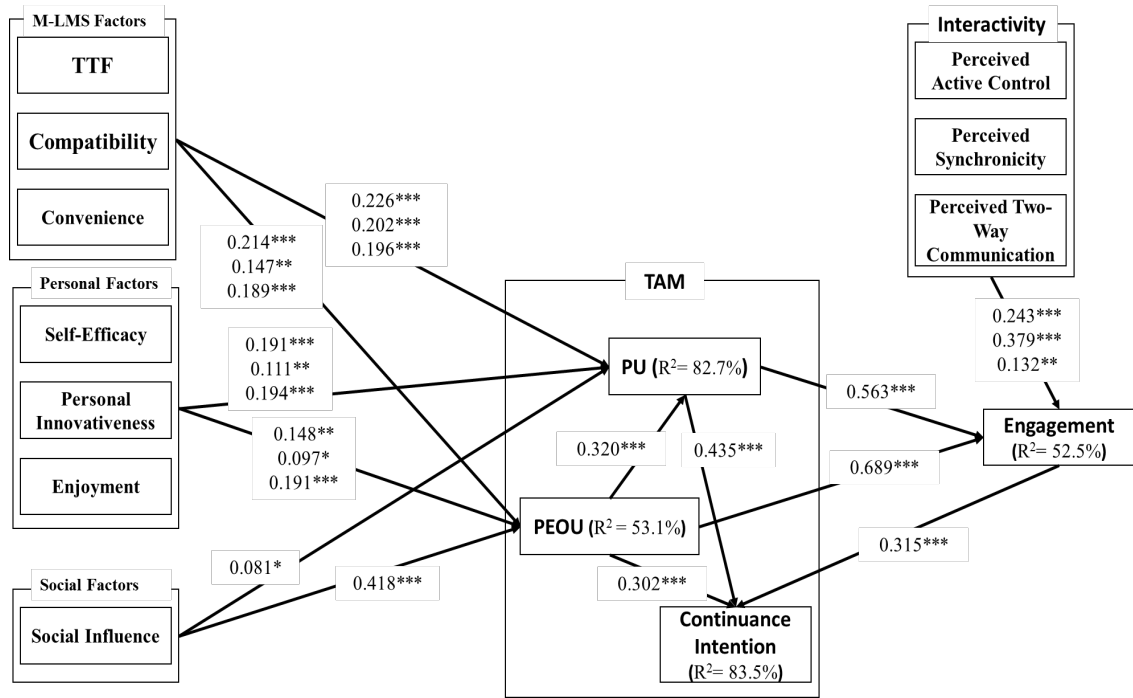 M-LMS Factors
TTF
Compatibility
Convenience
Personal Factors
Self-Efficacy
Personal
Innovativeness
Enjoyment
Social Factors
Social Influence
0.226***
0.202***
0.196***
0.214***
0.147**
0.189***
0.191***
0.111**
0.194***
0.148**
0.097*
0.191***
0.081*
0.418***
TAM
PU (R²= 82.7%)
0.320***
0.435***
PEOU (R² = 53.1%)
0.302***
Continuance
Intention
(R²= 83.5%)
Interactivity
Perceived
Active Control
Perceived
Synchronicity
Perceived Two-
Way
Communication
0.243***
0.379***
0.132**
0.563***
0.689***
Engagement
(R²= 52.5%)
0.315***